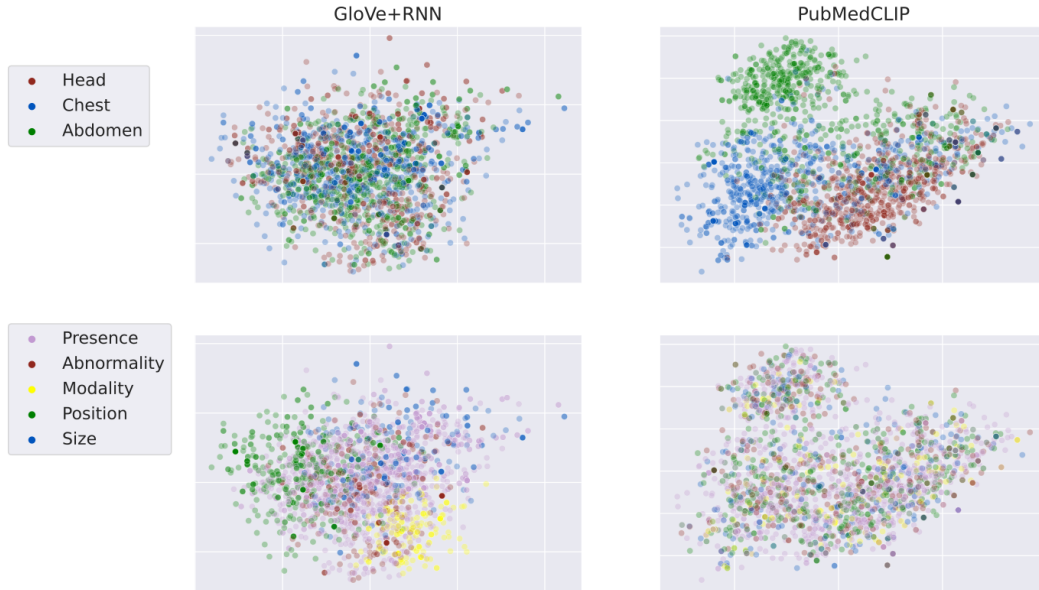 GloVe+RNN
PubMedCLIP
Head
Chest
Abdomen
Presence
Abnormality
Modality
Position
Size